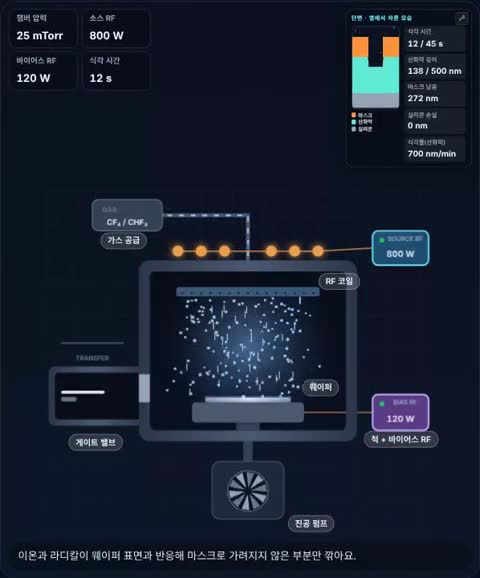 챔버 압력
25 mTorr
소스 RF
800 W
바이어스 RF
120 W
식각 시간
12 s
단면 · 옆에서 자른 모습
식각 시간
12 / 45 s
산화막 깊이
138 / 500 nm
마스크 남음
272 nm
실리콘 손실
0 nm
식각률(산화막)
700 nm/min
마스크
산화막
실리콘
GAS
CF₄ / CHF₃
가스 공급
SOURCE RF
800 W
RF 코일
TRANSFER
웨이퍼
BIAS RF
120 W
척 + 바이어스 RF
게이트 밸브
진공 펌프
이온과 라디칼이 웨이퍼 표면과 반응해 마스크로 가려지지 않은 부분만 깎아요.